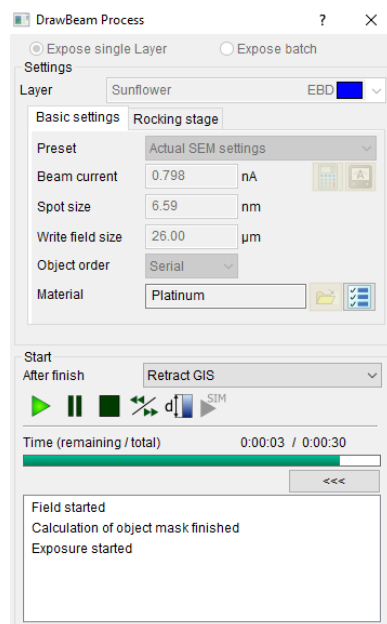 DrawBeam Process ? ×
Expose single Layer Expose batch
Settings
Layer Sunflower EBD
Basic settings Rocking stage
Preset Actual SEM settings
Beam current 0.798 nA A
Spot size 6.59 nm
Write field size 26.00 µm
Object order Serial
Material Platinum
Start
After finish Retract GIS
d SIM
Time (remaining / total) 0:00:03 / 0:00:30
<<<
Field started
Calculation of object mask finished
Exposure started